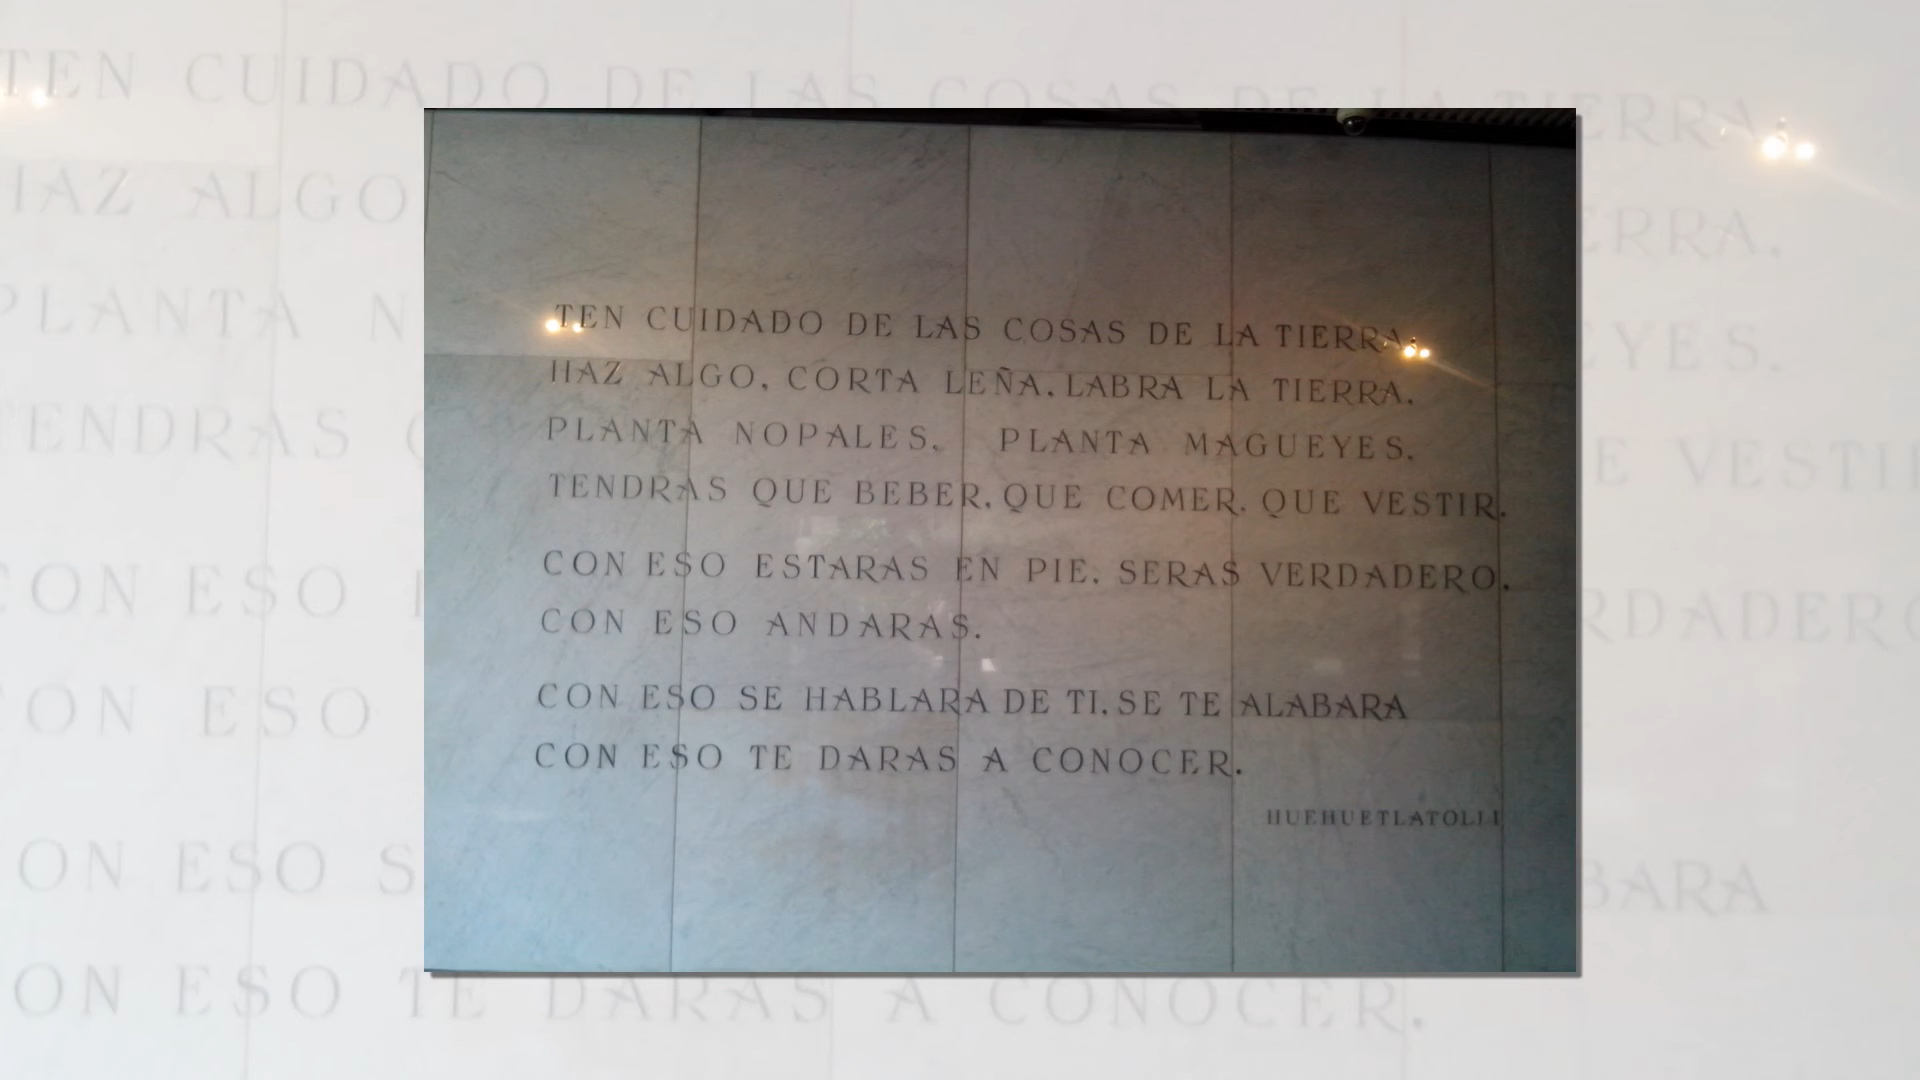 TEN CUIDADO DE LAS COSAS DE LA TIERRA.
HAZ ALGO, CORTA LEÑA. LABRA LA TIERRA.
PLANTA NOPALES. PLANTA MAGUEYES.
TENDRAS QUE BEBER. QUE COMER. QUE VESTIR.
CON ESO ESTARAS EN PIE. SERAS VERDADERO.
CON ESO ANDARAS.
CON ESO SE HABLARA DE TI. SE TE ALABARA
CON ESO TE DARAS A CONOCER.
HUEHUETLATOLLI